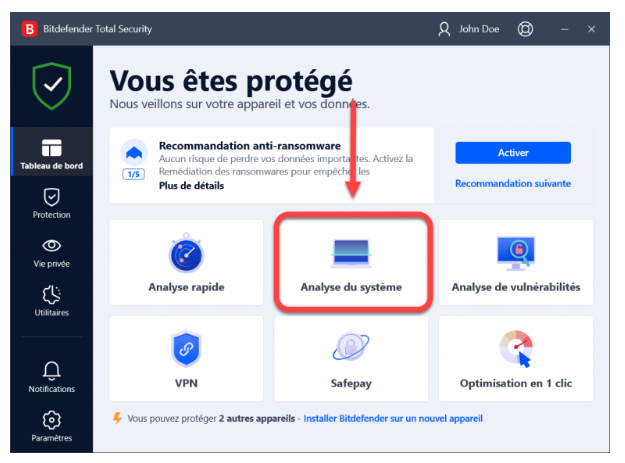 B Bitdefender Total Security
John Doe
Vous êtes protégé
Nous veillons sur votre appareil et vos données.
Tableau de bord
Protection
Vie privée
Utilitaires
Notifications
Paramètres
1/5
Recommandation anti-ransomware
Aucun risque de perdre vos données importantes. Activez la
Remédiation des ransomwares pour empêcher les
Plus de détails
Activer
Recommandation suivante
Analyse rapide
Analyse du système
Analyse de vulnérabilités
VPN
Safepay
Optimisation en 1 clic
Vous pouvez protéger 2 autres appareils - Installer Bitdefender sur un nouvel appareil